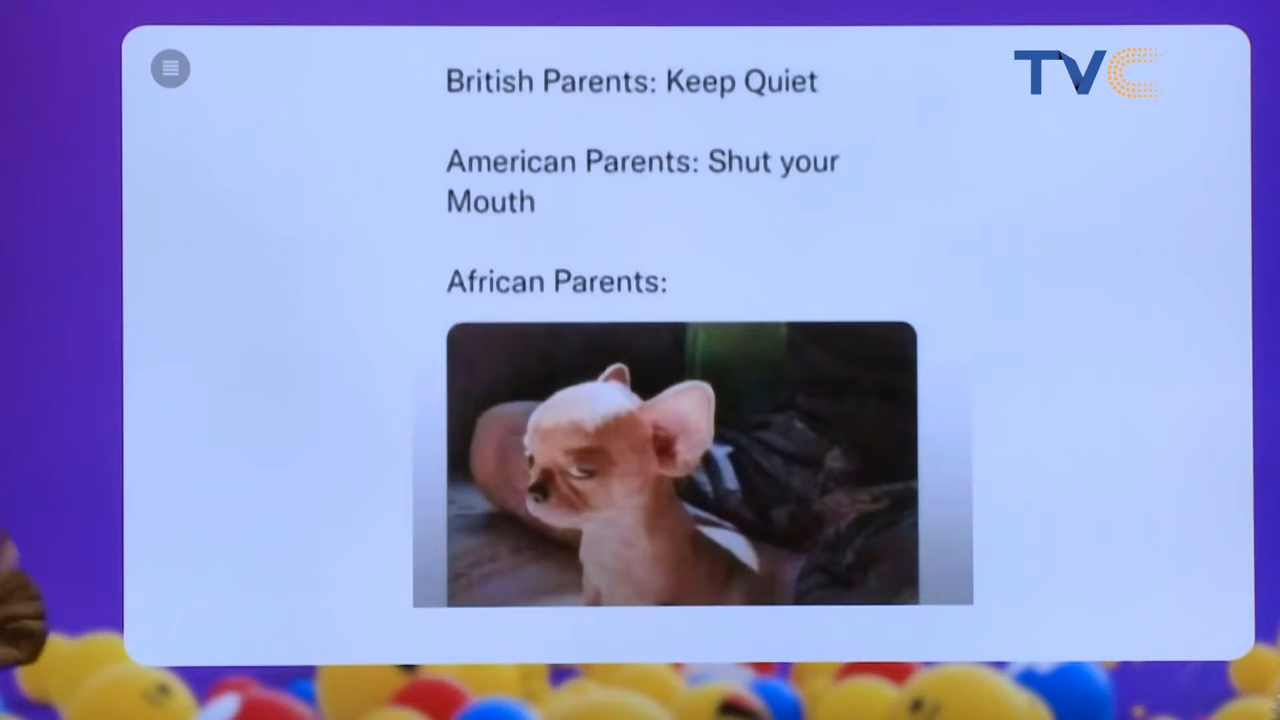 TVC
British Parents: Keep Quiet
American Parents: Shut your
Mouth
African Parents: